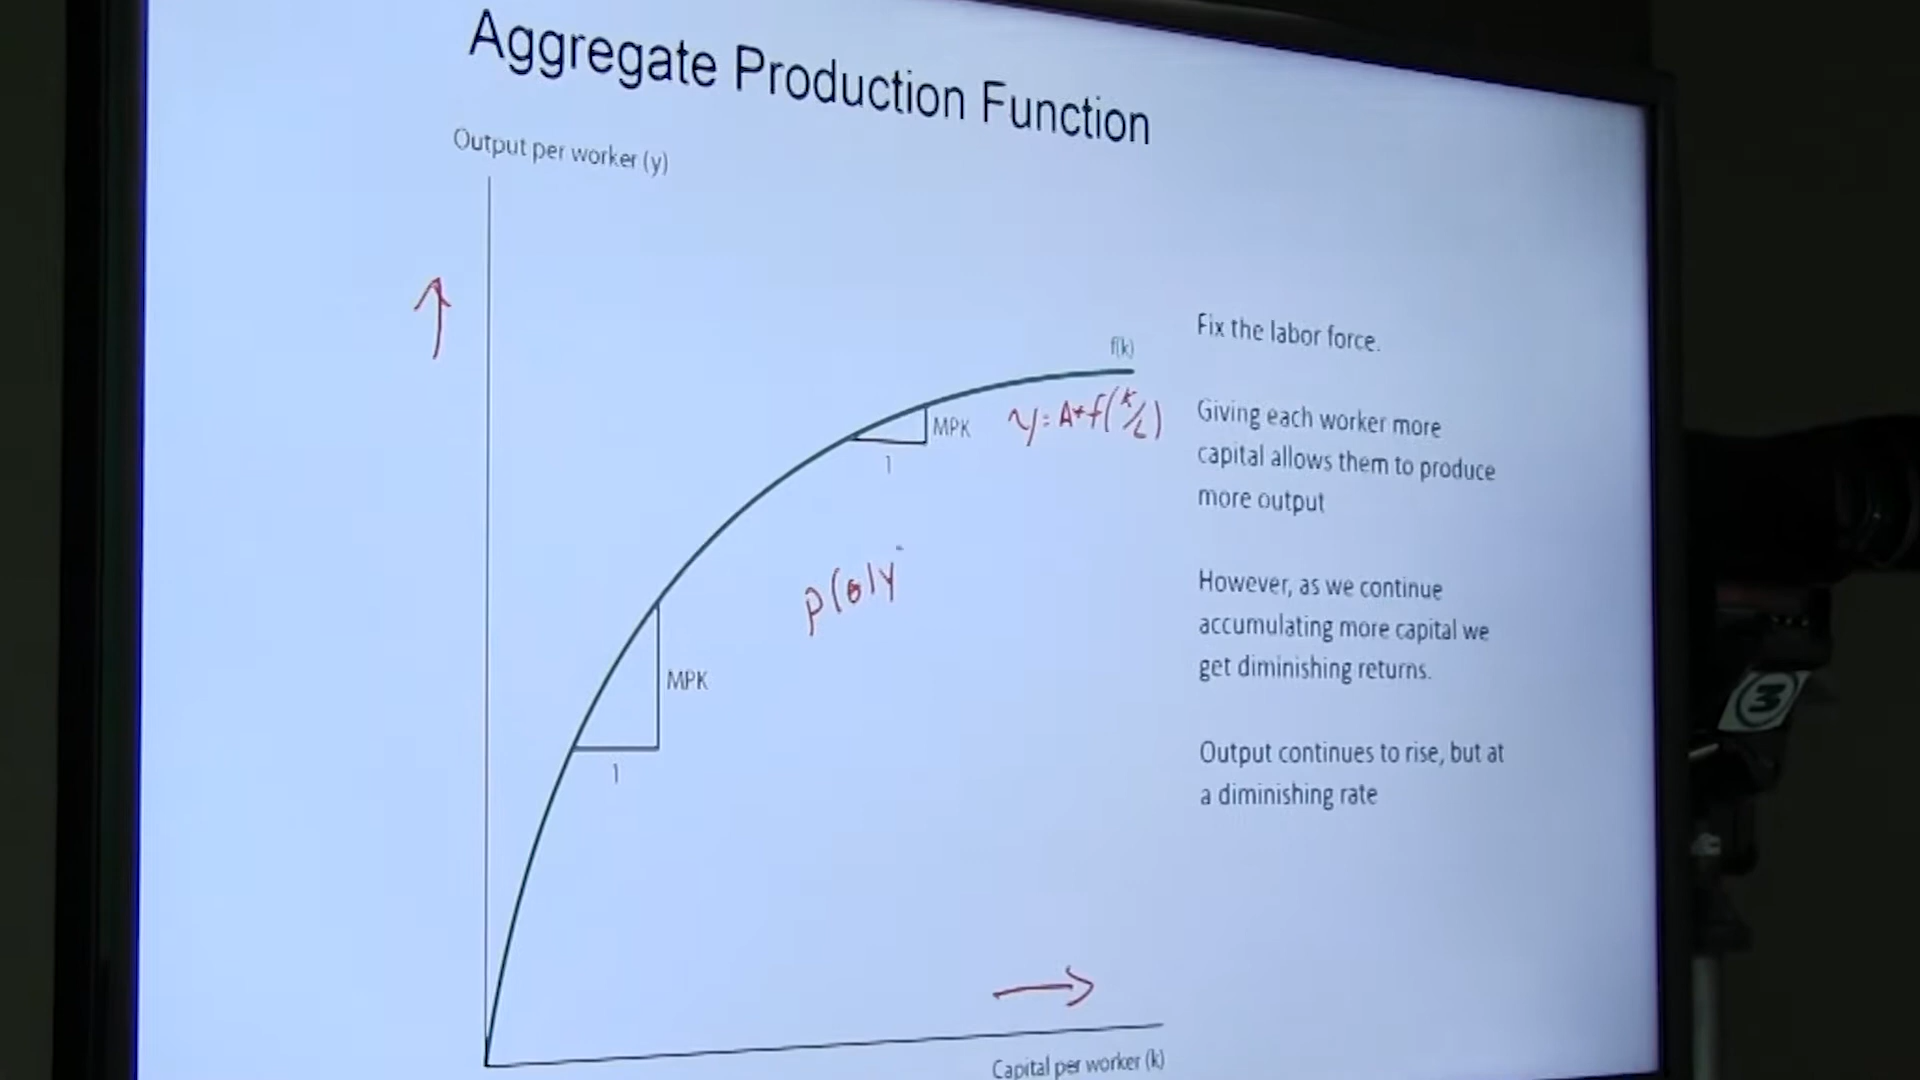 Aggregate Production Function
Output per worker (y)
f(k)
MPK
1
y = A*f(K/L)
MPK
1
Fix the labor force.
Giving each worker more
capital allows them to produce
more output
However, as we continue
accumulating more capital we
get diminishing returns.
Output continues to rise, but at
a diminishing rate
Capital per worker (k)
M